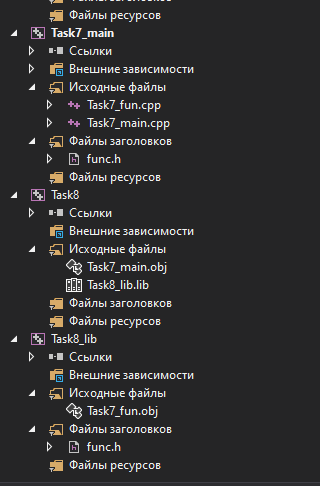 Файлы ресурсов
Task7_main
Ссылки
Внешние зависимости
Исходные файлы
Task7_fun.cpp
Task7_main.cpp
Файлы заголовков
func.h
Файлы ресурсов
Task8
Ссылки
Внешние зависимости
Исходные файлы
Task7_main.obj
Task8_lib.lib
Файлы заголовков
Файлы ресурсов
Task8_lib
Ссылки
Внешние зависимости
Исходные файлы
Task7_fun.obj
Файлы заголовков
func.h
Файлы ресурсов